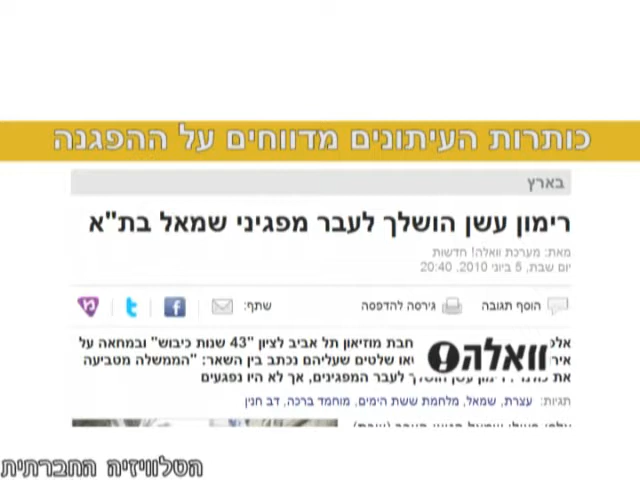 כותרות העיתונים מדווחים על ההפגנה
בארץ
רימון עשן הושלך לעבר מפגיני שמאל בת"א
מאת: מערכת וואלה! חדשות
יום שבת, 5 ביוני 2010, 20:40
הוסף תגובה גירסה להדפסה שתף:
חבת מוזיאון תל אביב לציון "43 שנות כיבוש" ובמחאה על
שאו שלטים שעליהם נכתב בין השאר: "הממשלה מטביעה
את לעבר המפגינים, אך לא היו נפגעים
וואלה!
תגיות: עצרת, שמאל, מלחמת ששת הימים, מוחמד ברכה, דב חנין
הטלוויזיה החברתית